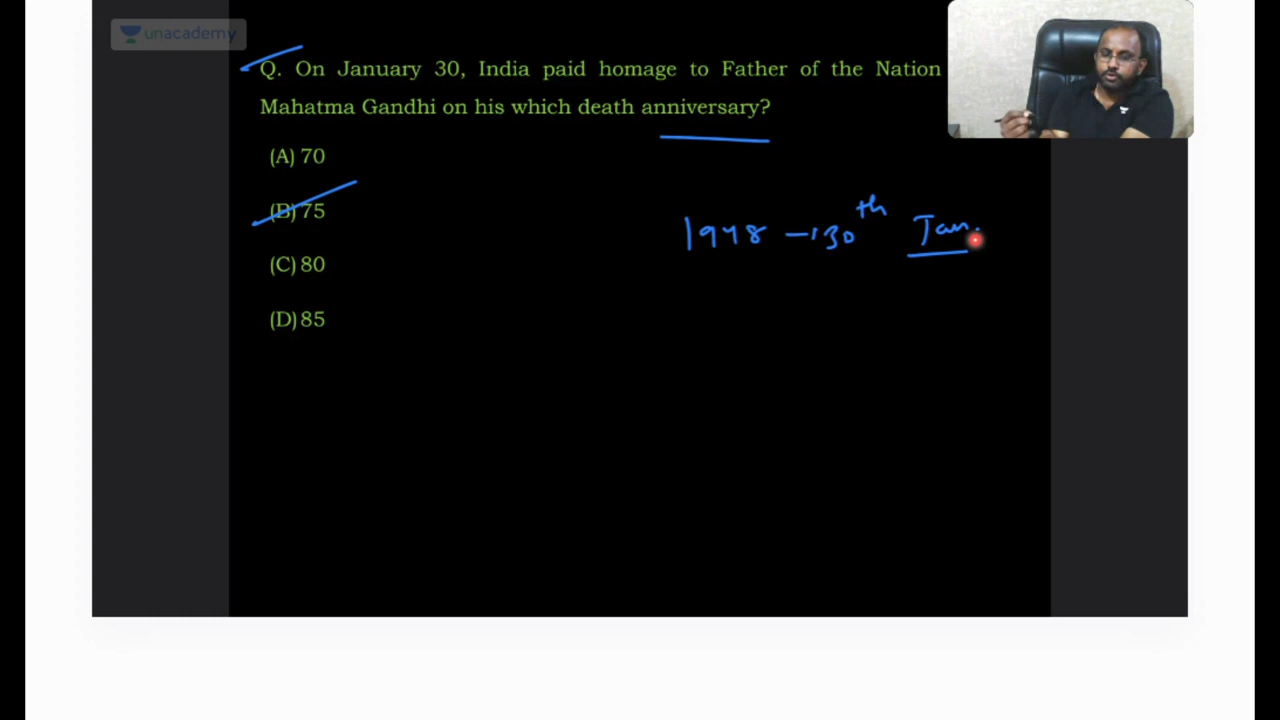 unacademy
Q. On January 30, India paid homage to Father of the Nation
Mahatma Gandhi on his which death anniversary?
(A) 70
(B) 75
(C) 80
(D) 85
1948 – 30th Jan.